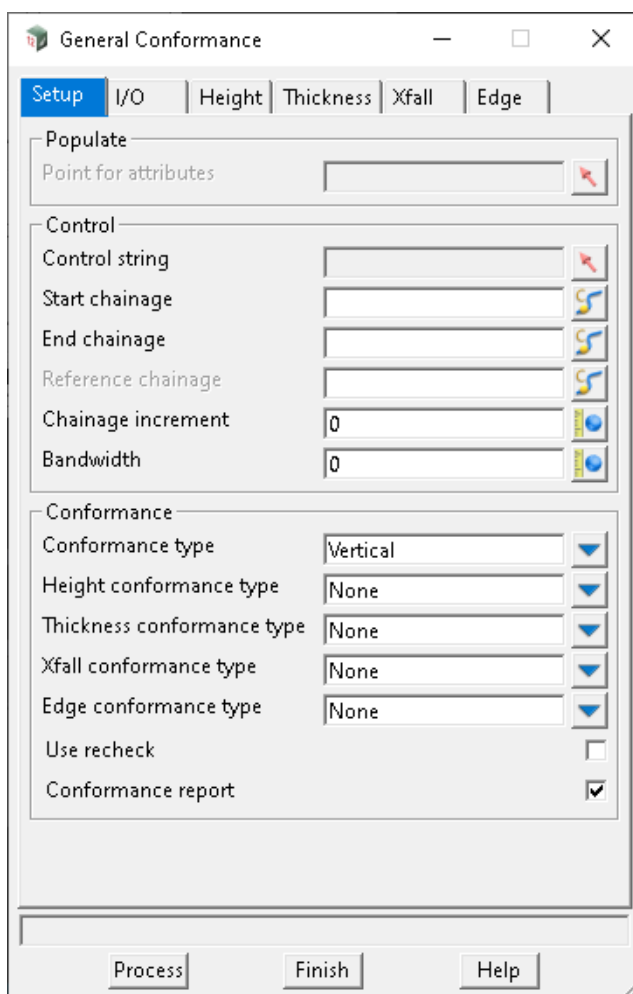 General Conformance
Setup I/O Height Thickness Xfall Edge
Populate
Point for attributes
Control
Control string
Start chainage
End chainage
Reference chainage
Chainage increment 0
Bandwidth 0
Conformance
Conformance type Vertical
Height conformance type None
Thickness conformance type None
Xfall conformance type None
Edge conformance type None
Use recheck
Conformance report
Process Finish Help